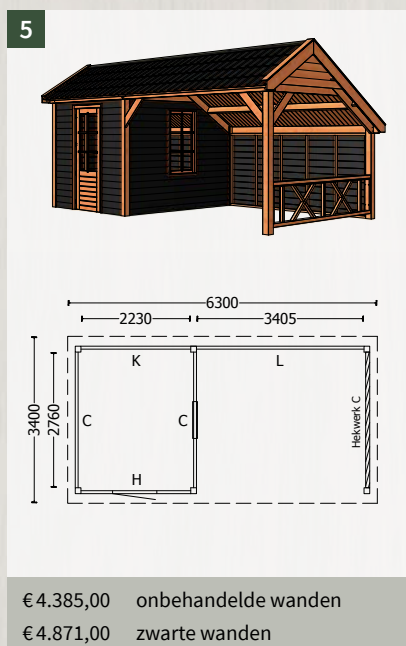 5
6300
2230 3405
K L
3400 2760 C C Hekwerk C
H
€ 4.385,00 onbehandelde wanden
€ 4.871,00 zwarte wanden